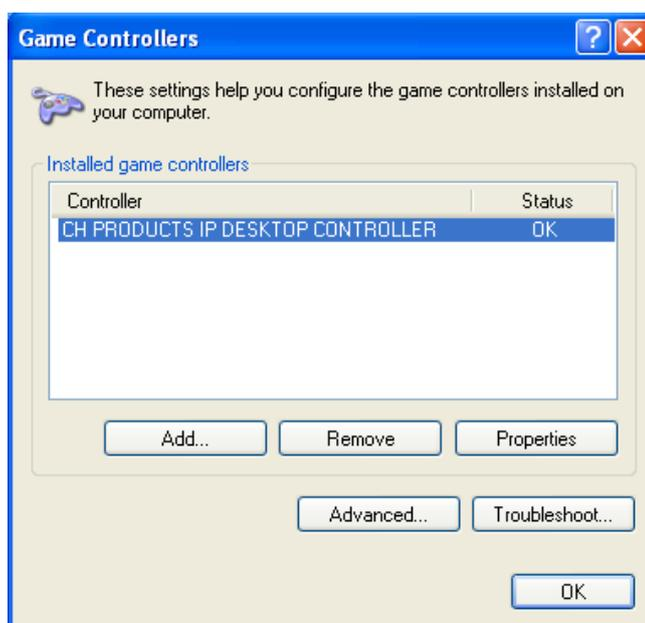 Game Controllers
These settings help you configure the game controllers installed on
your computer.
Installed game controllers
Controller Status
CH PRODUCTS IP DESKTOP CONTROLLER OK
Add... Remove Properties
Advanced... Troubleshoot...
OK